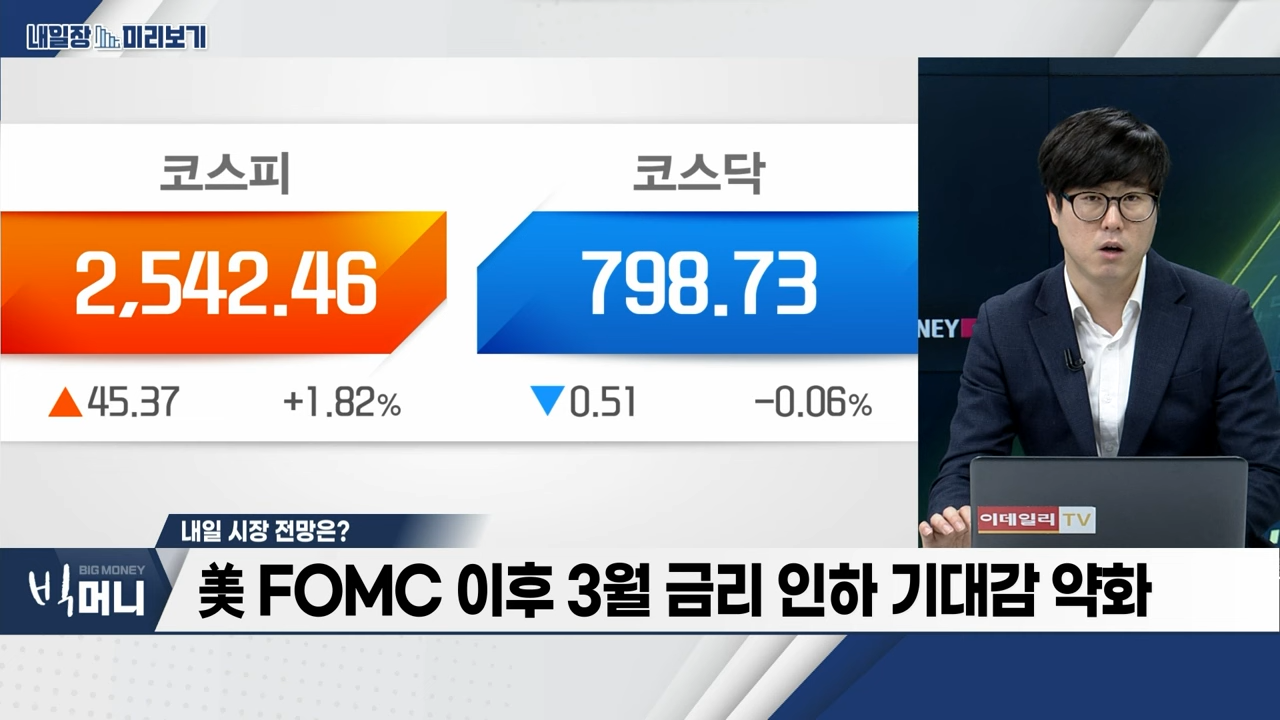 내일장 미리보기
코스피
코스닥
2,542.46
798.73
▲45.37 +1.82%
▼0.51 -0.06%
NEY
이데일리TV
내일 시장 전망은?
BIG MONEY
빅머니
美 FOMC 이후 3월 금리 인하 기대감 약화